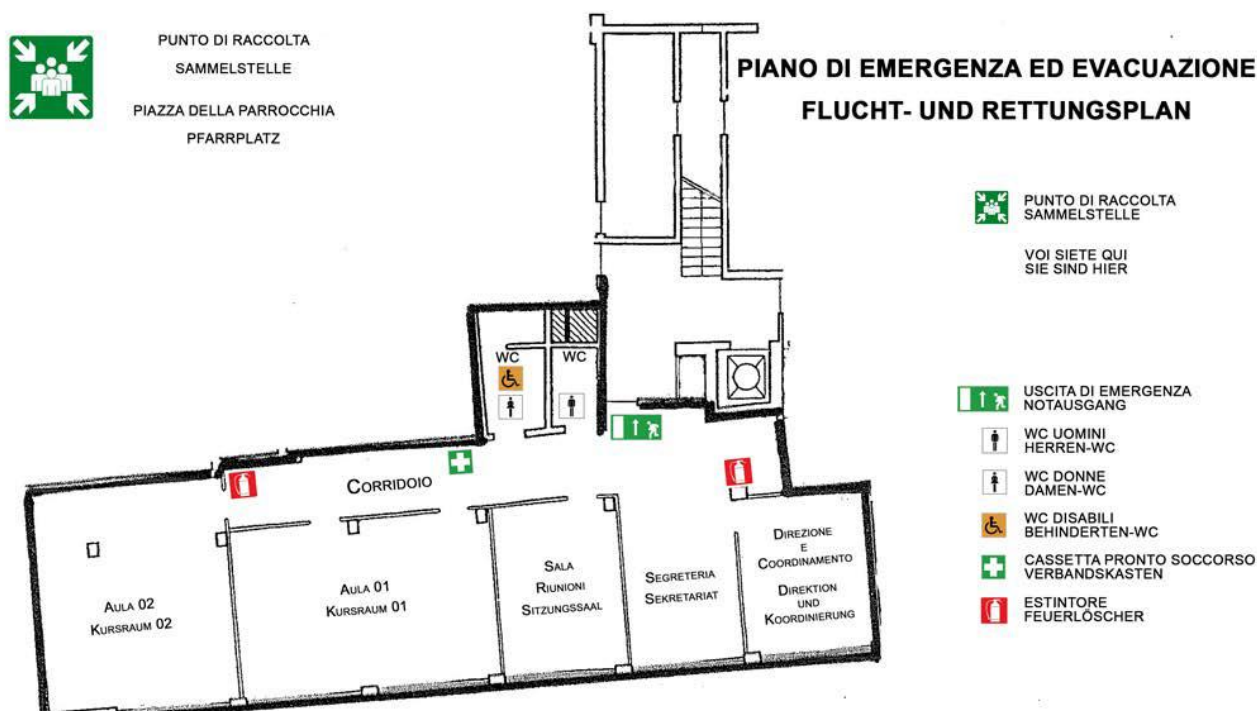 PUNTO DI RACCOLTA
SAMMELSTELLE
PIAZZA DELLA PARROCCHIA
PFARRPLATZ
PIANO DI EMERGENZA ED EVACUAZIONE
FLUCHT- UND RETTUNGSPLAN
PUNTO DI RACCOLTA
SAMMELSTELLE
VOI SIETE QUI
SIE SIND HIER
USCITA DI EMERGENZA
NOTAUSGANG
WC UOMINI
HERREN-WC
WC DONNE
DAMEN-WC
WC DISABILI
BEHINDERTEN-WC
CASSETTA PRONTO SOCCORSO
VERBANDSKASTEN
ESTINTORE
FEUERLÖSCHER
WC
WC
CORRIDOIO
AULA 02
KURSRAUM 02
AULA 01
KURSRAUM 01
SALA
RIUNIONI
SITZUNGSSAAL
SEGRETERIA
SEKRETARIAT
DIREZIONE
E
COORDINAMENTO
DIREKTION
UND
KOORDINIERUNG